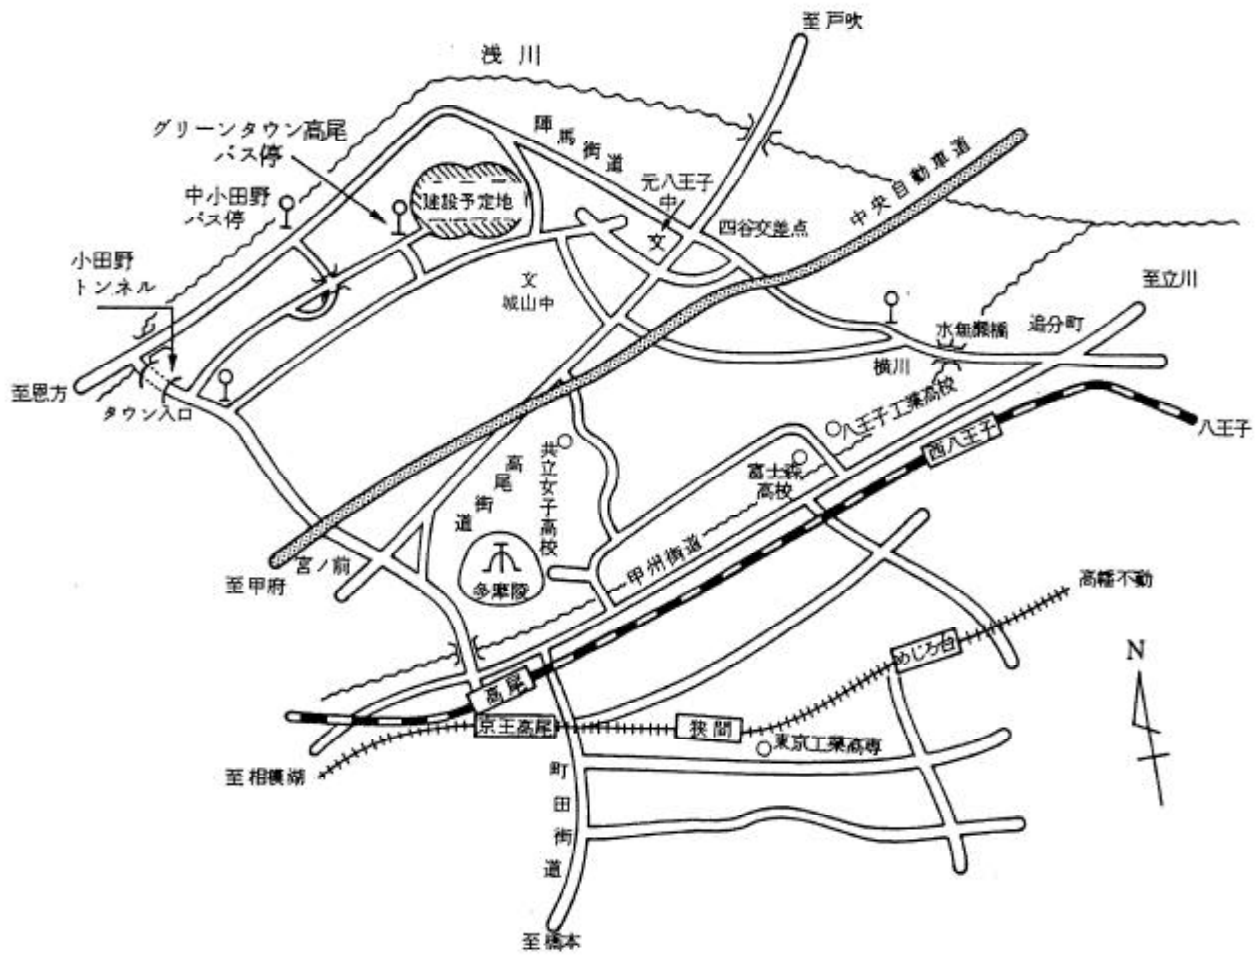 至戸吹
浅川
グリーンタウン高尾
バス停
陣馬街道
中央自動車道
元八王子
中
中小田野
バス停
建設予定地
文
四谷交差点
小田野
トンネル
文
城山中
至立川
追分町
水無瀬橋
横川
至恩方
タウン入口
八王子工業高校
西八王子
八王子
共立女子高校
高尾街道
富士森
高校
宮ノ前
至甲府
多摩陵
甲州街道
高幡不動
めじろ台
N
高尾
京王高尾
狭間
東京工業高専
至相模湖
町田街道
至橋本